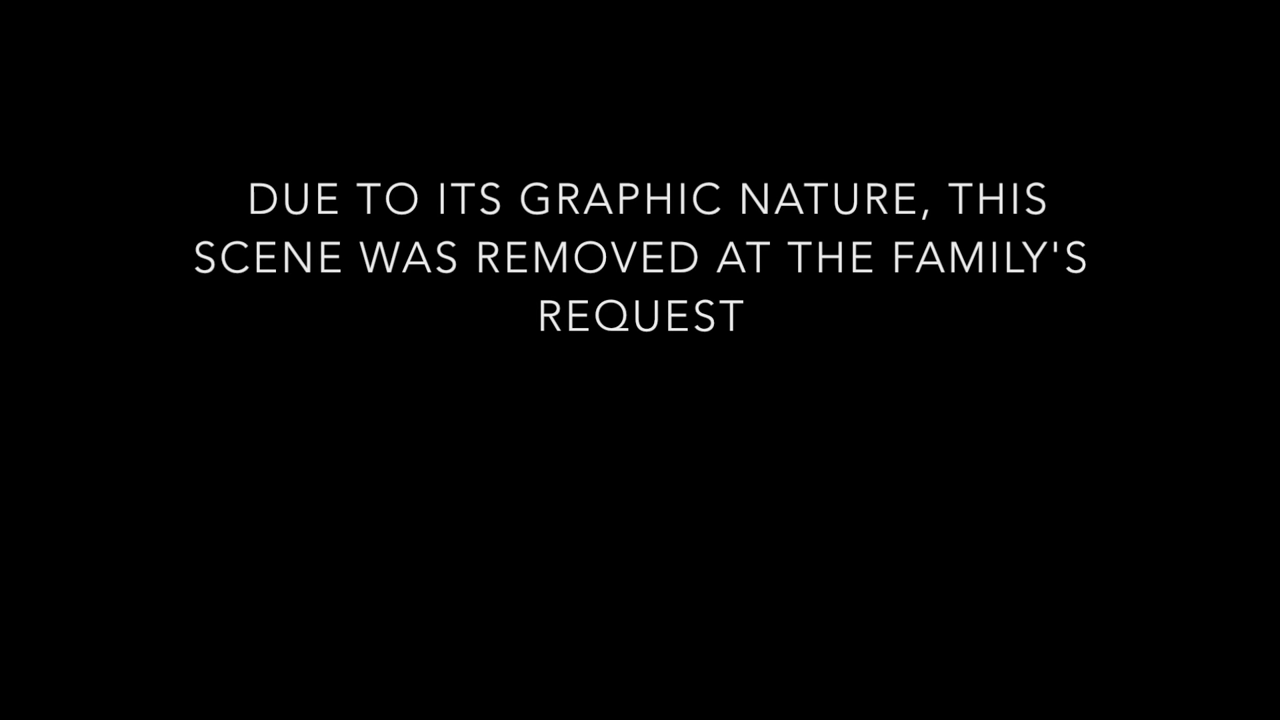 DUE TO ITS GRAPHIC NATURE, THIS
SCENE WAS REMOVED AT THE FAMILY'S
REQUEST